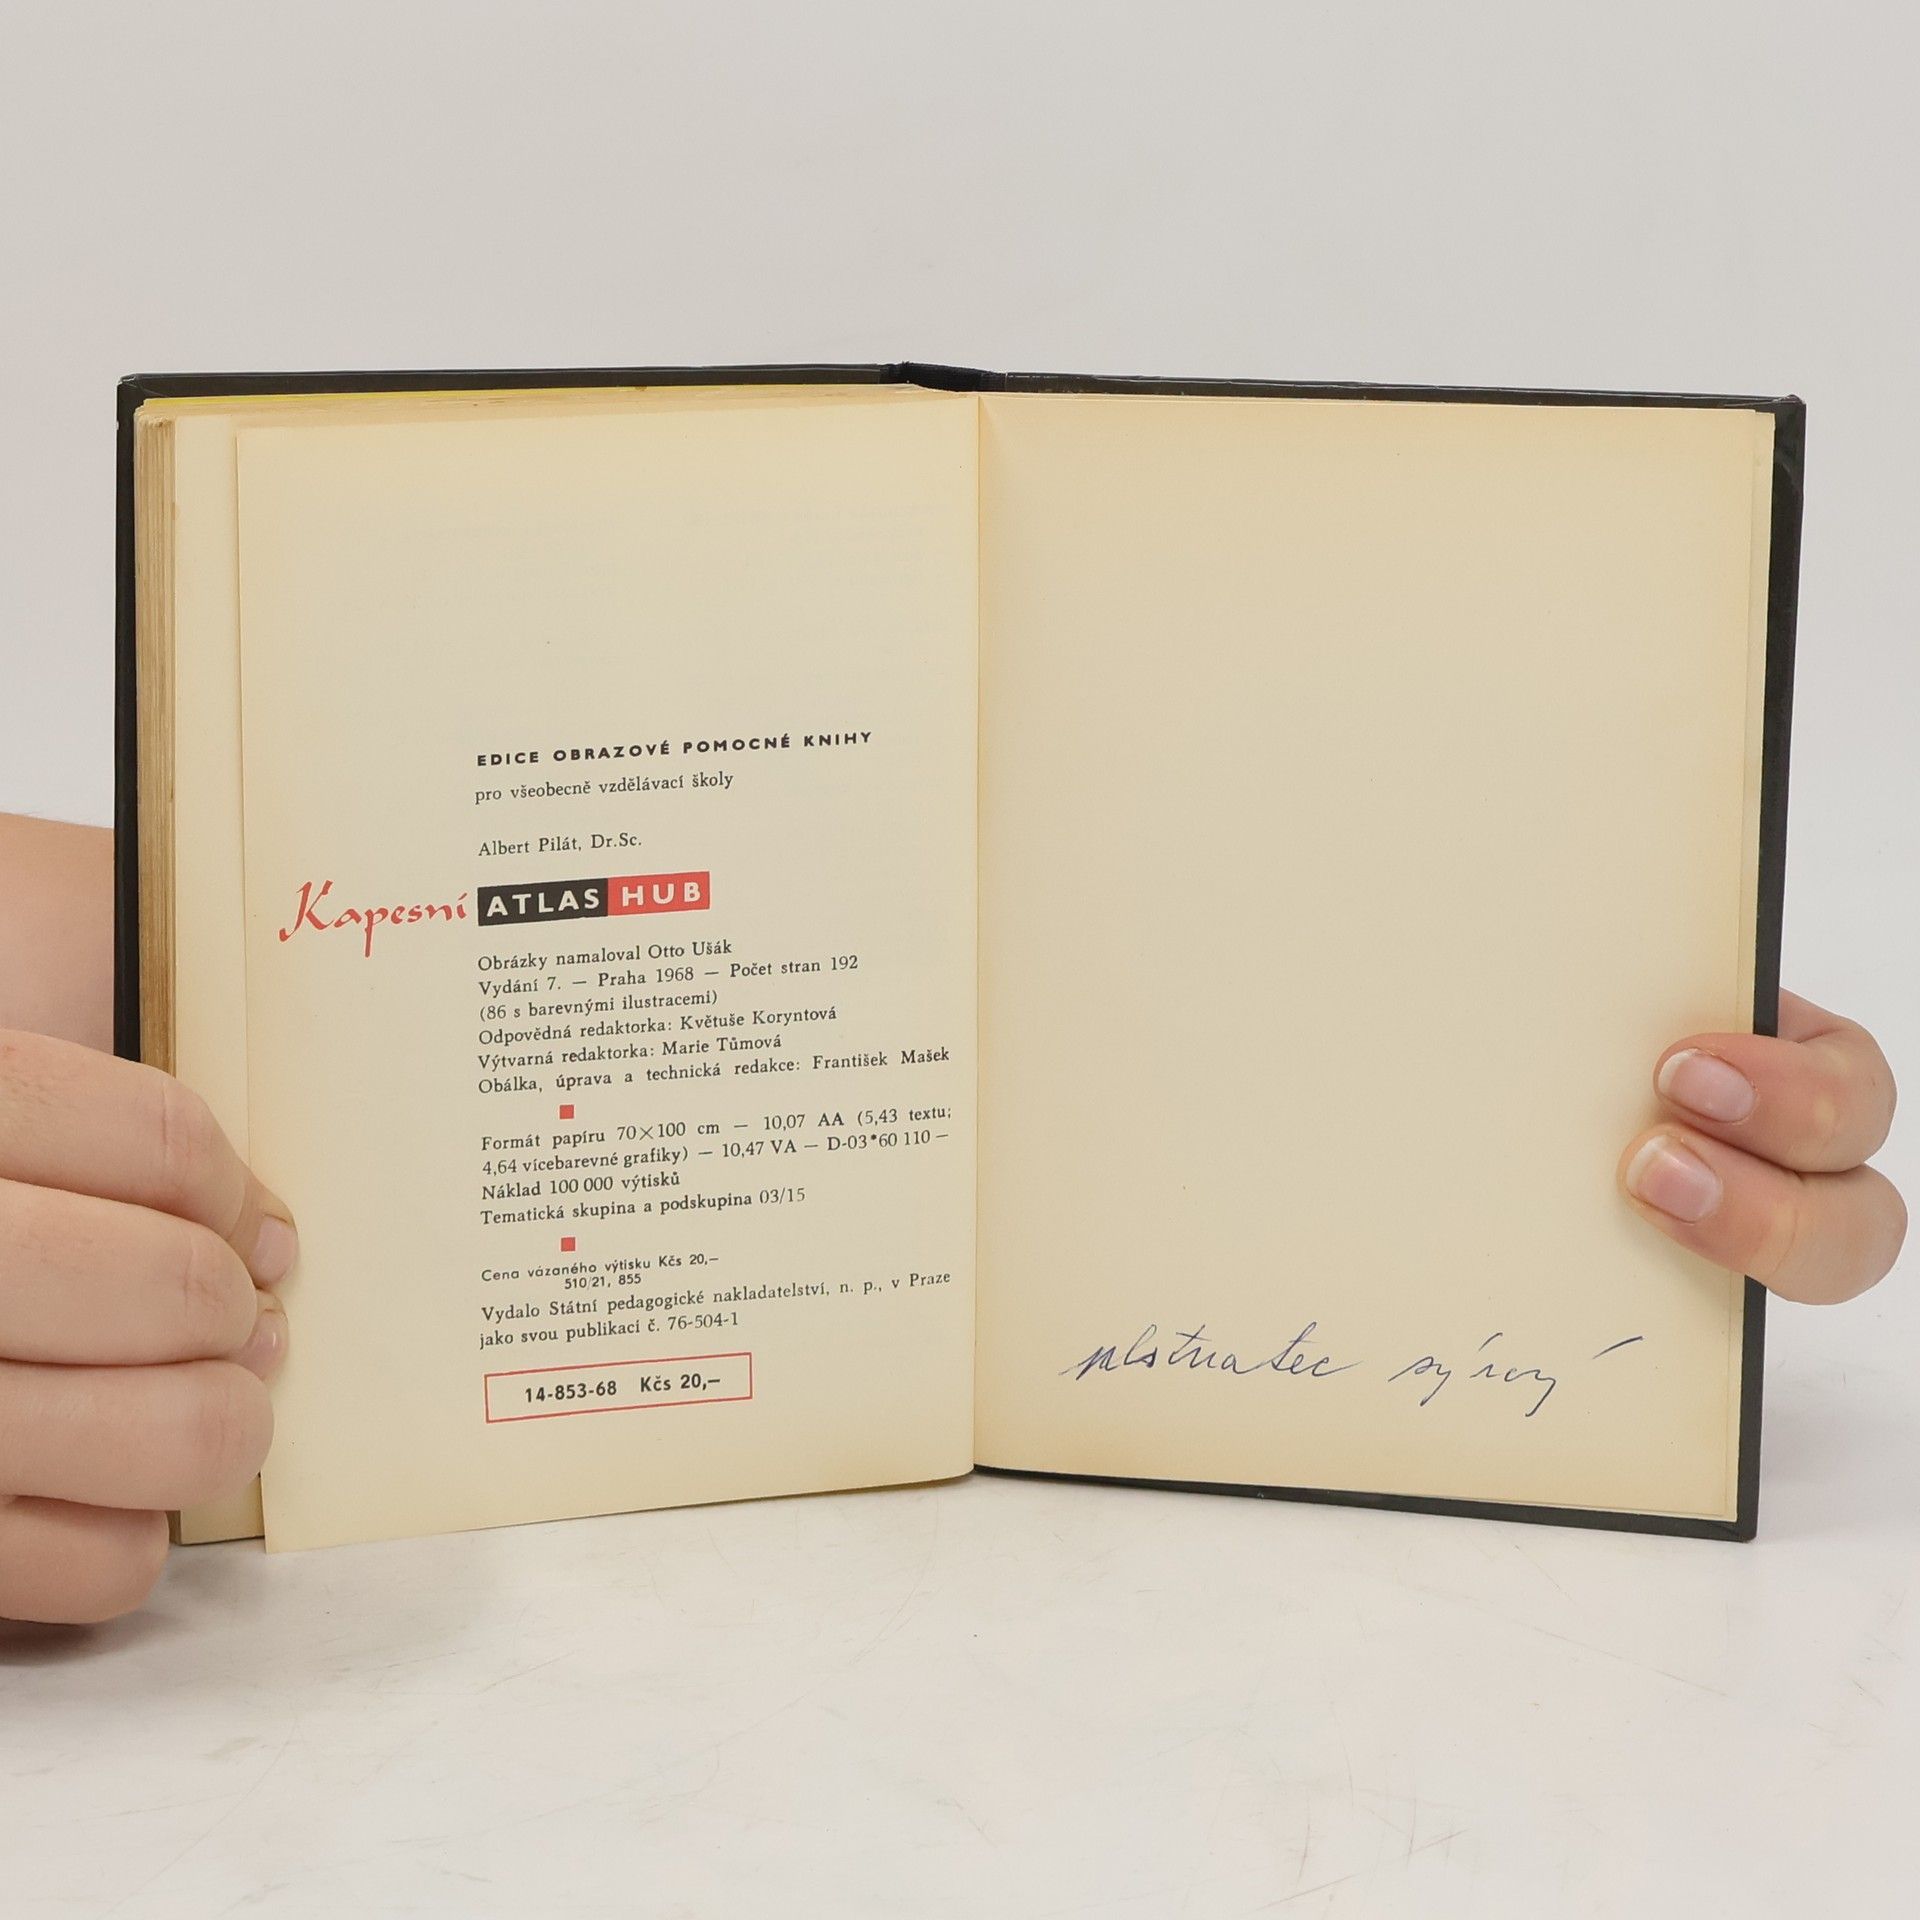 EDICE OBRAZOVÉ POMOCNÉ KNIHY
pro všeobecně vzdělávací školy
Albert Pilát, Dr.Sc.
Kapesní ATLAS HUB
Obrázky namaloval Otto Ušák
Vydání 7. — Praha 1968 — Počet stran 192
(86 s barevnými ilustracemi)
Odpovědná redaktorka: Květuše Koryntová
Výtvarná redaktorka: Marie Tůmová
Obálka, úprava a technická redakce: František Mašek
Formát papíru 70×100 cm — 10,07 AA (5,43 textu;
4,64 vícebarevné grafiky) — 10,47 VA — D-03*60 110 —
Náklad 100 000 výtisků
Tematická skupina a podskupina 03/15
Cena vázaného výtisku Kčs 20,—
510/21, 855
Vydalo Státní pedagogické nakladatelství, n. p., v Praze
jako svou publikaci č. 76-504-1
14-853-68 Kčs 20,—
sýrový